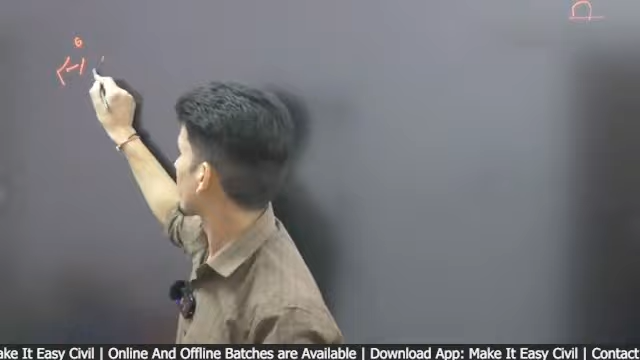 ake It Easy Civil | Online And Offline Batches are Available | Download App: Make It Easy Civil | Contact